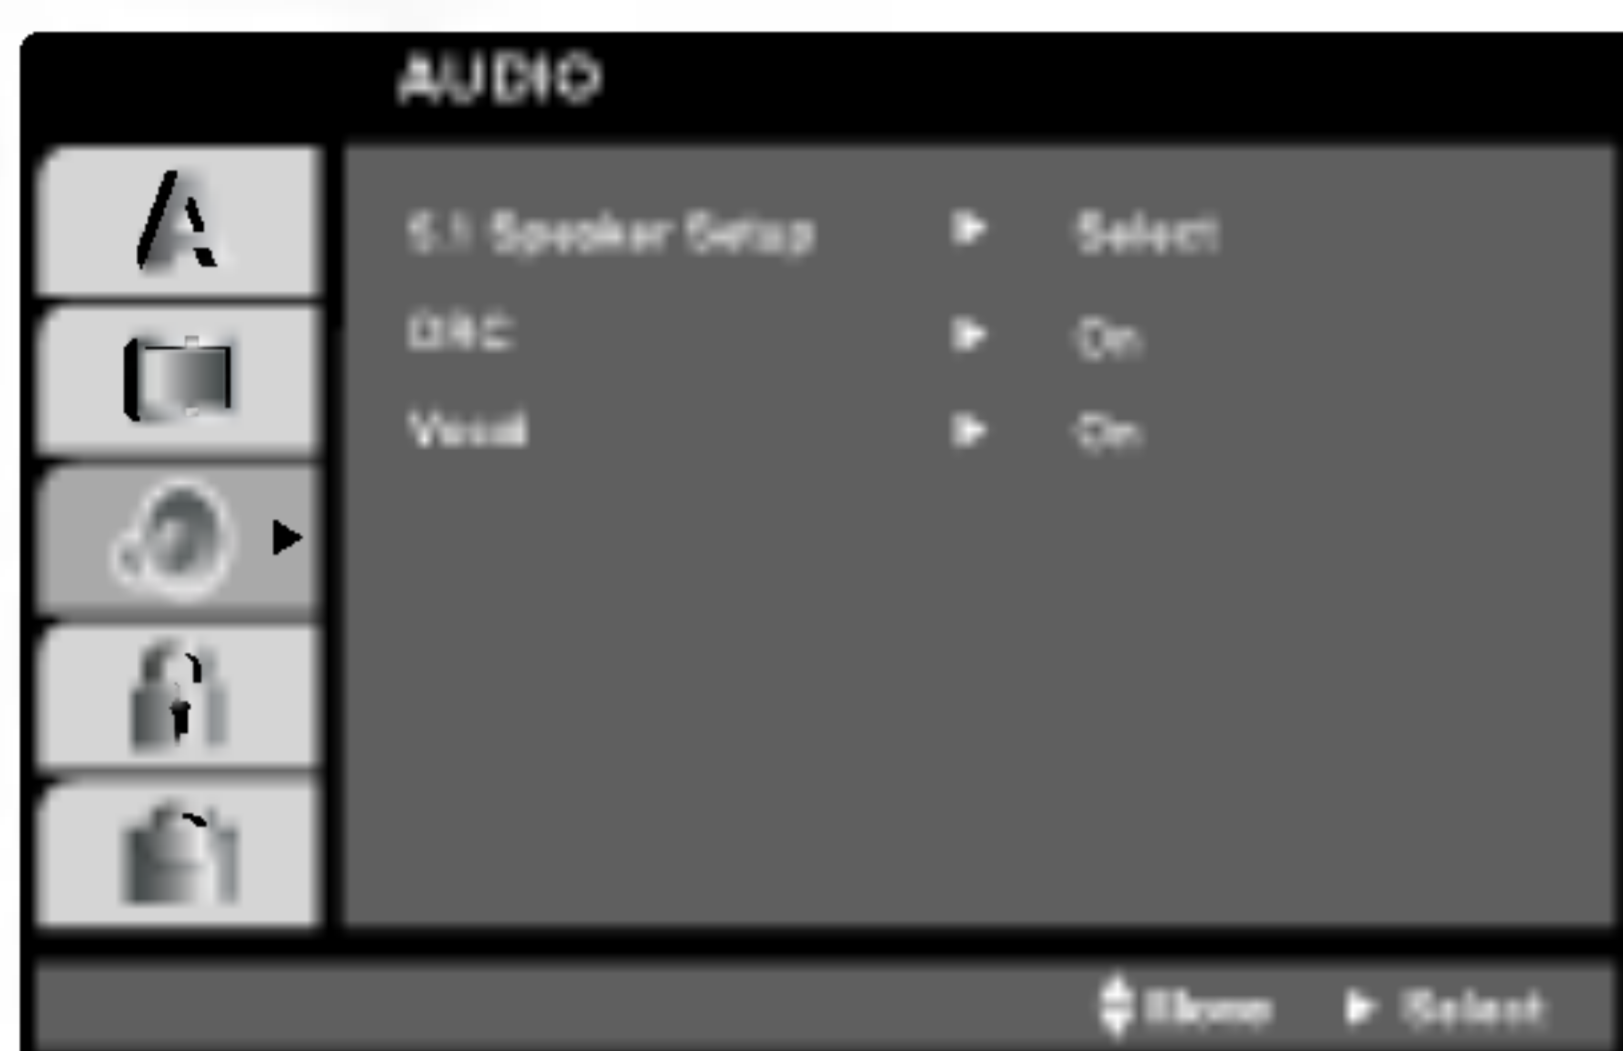 AUDIO
5.1 Speaker Setup ▶ Select
DRC ▶ On
Vocal ▶ On
Move ▶ Select